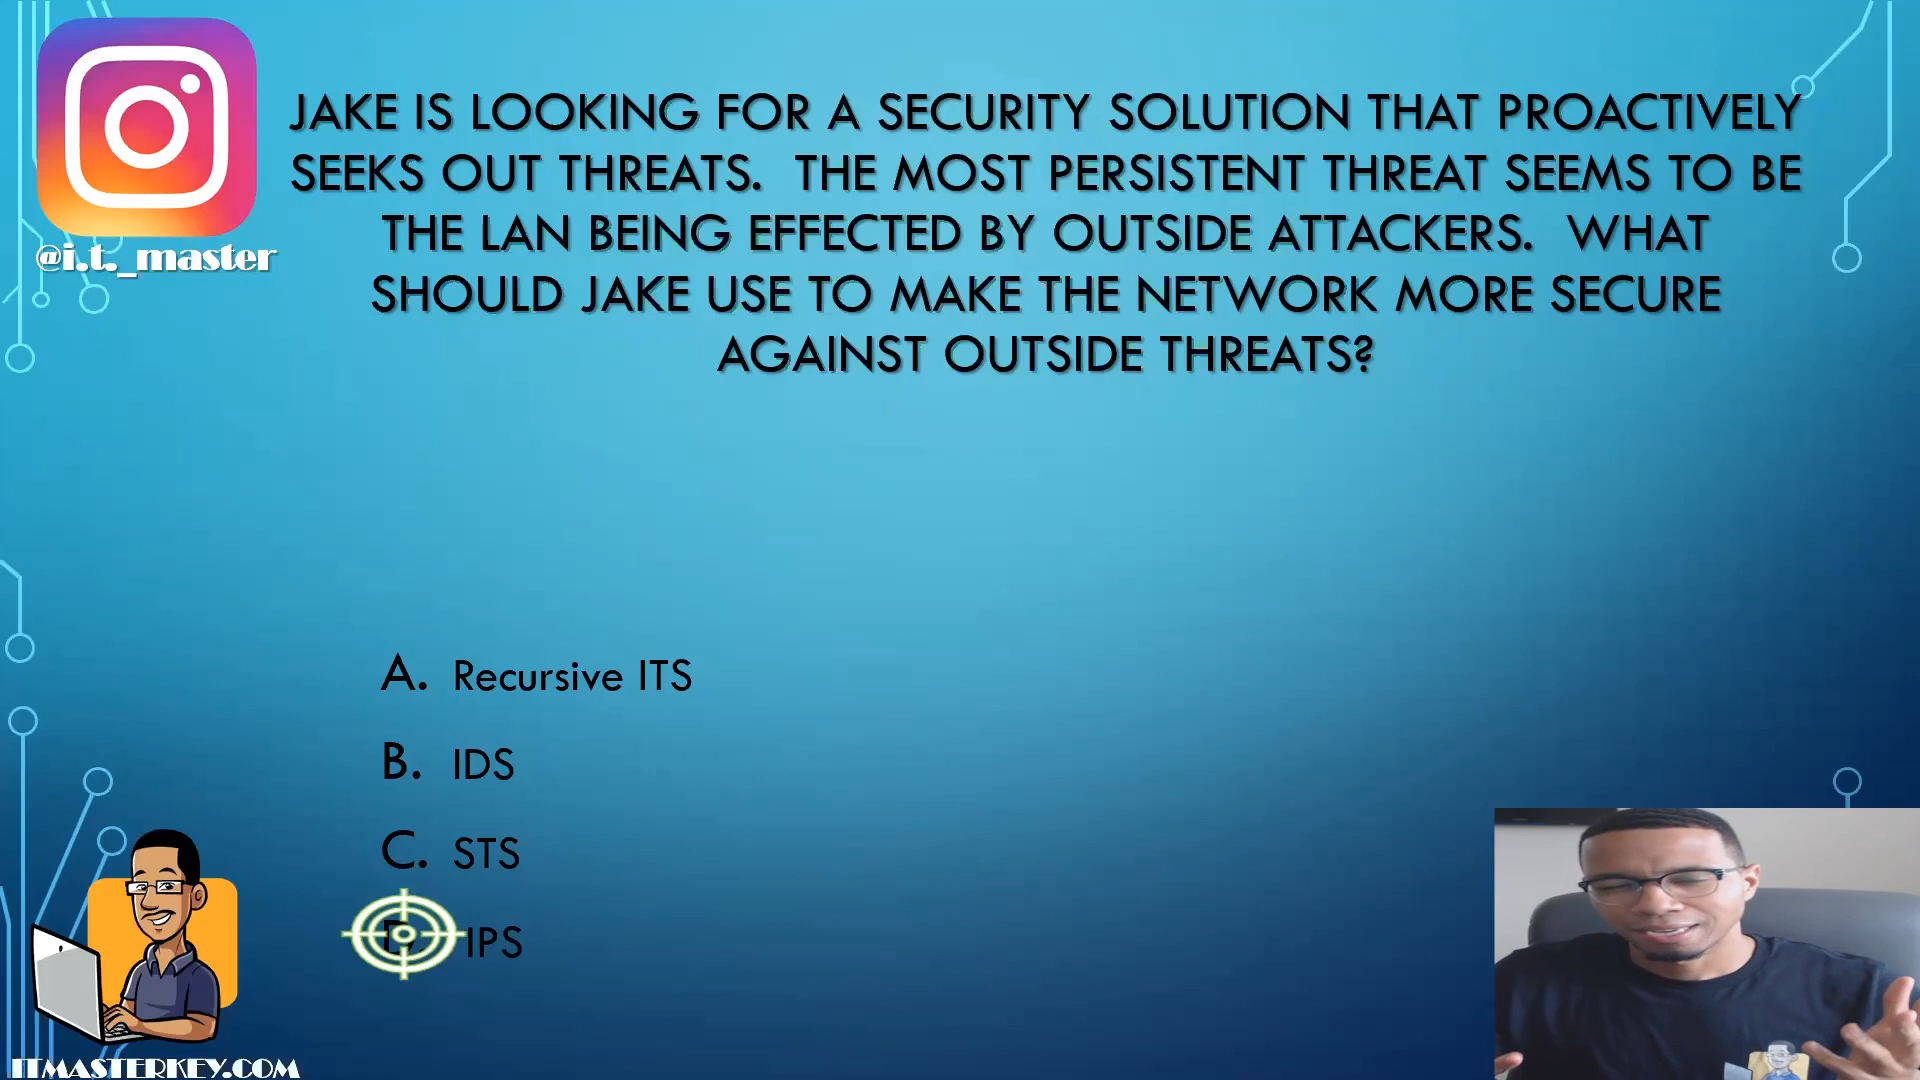 JAKE IS LOOKING FOR A SECURITY SOLUTION THAT PROACTIVELY
SEEKS OUT THREATS. THE MOST PERSISTENT THREAT SEEMS TO BE
THE LAN BEING EFFECTED BY OUTSIDE ATTACKERS. WHAT
SHOULD JAKE USE TO MAKE THE NETWORK MORE SECURE
AGAINST OUTSIDE THREATS?
@i.t._master
A. Recursive ITS
B. IDS
C. STS
D. IPS
ITMASTERKEY.COM